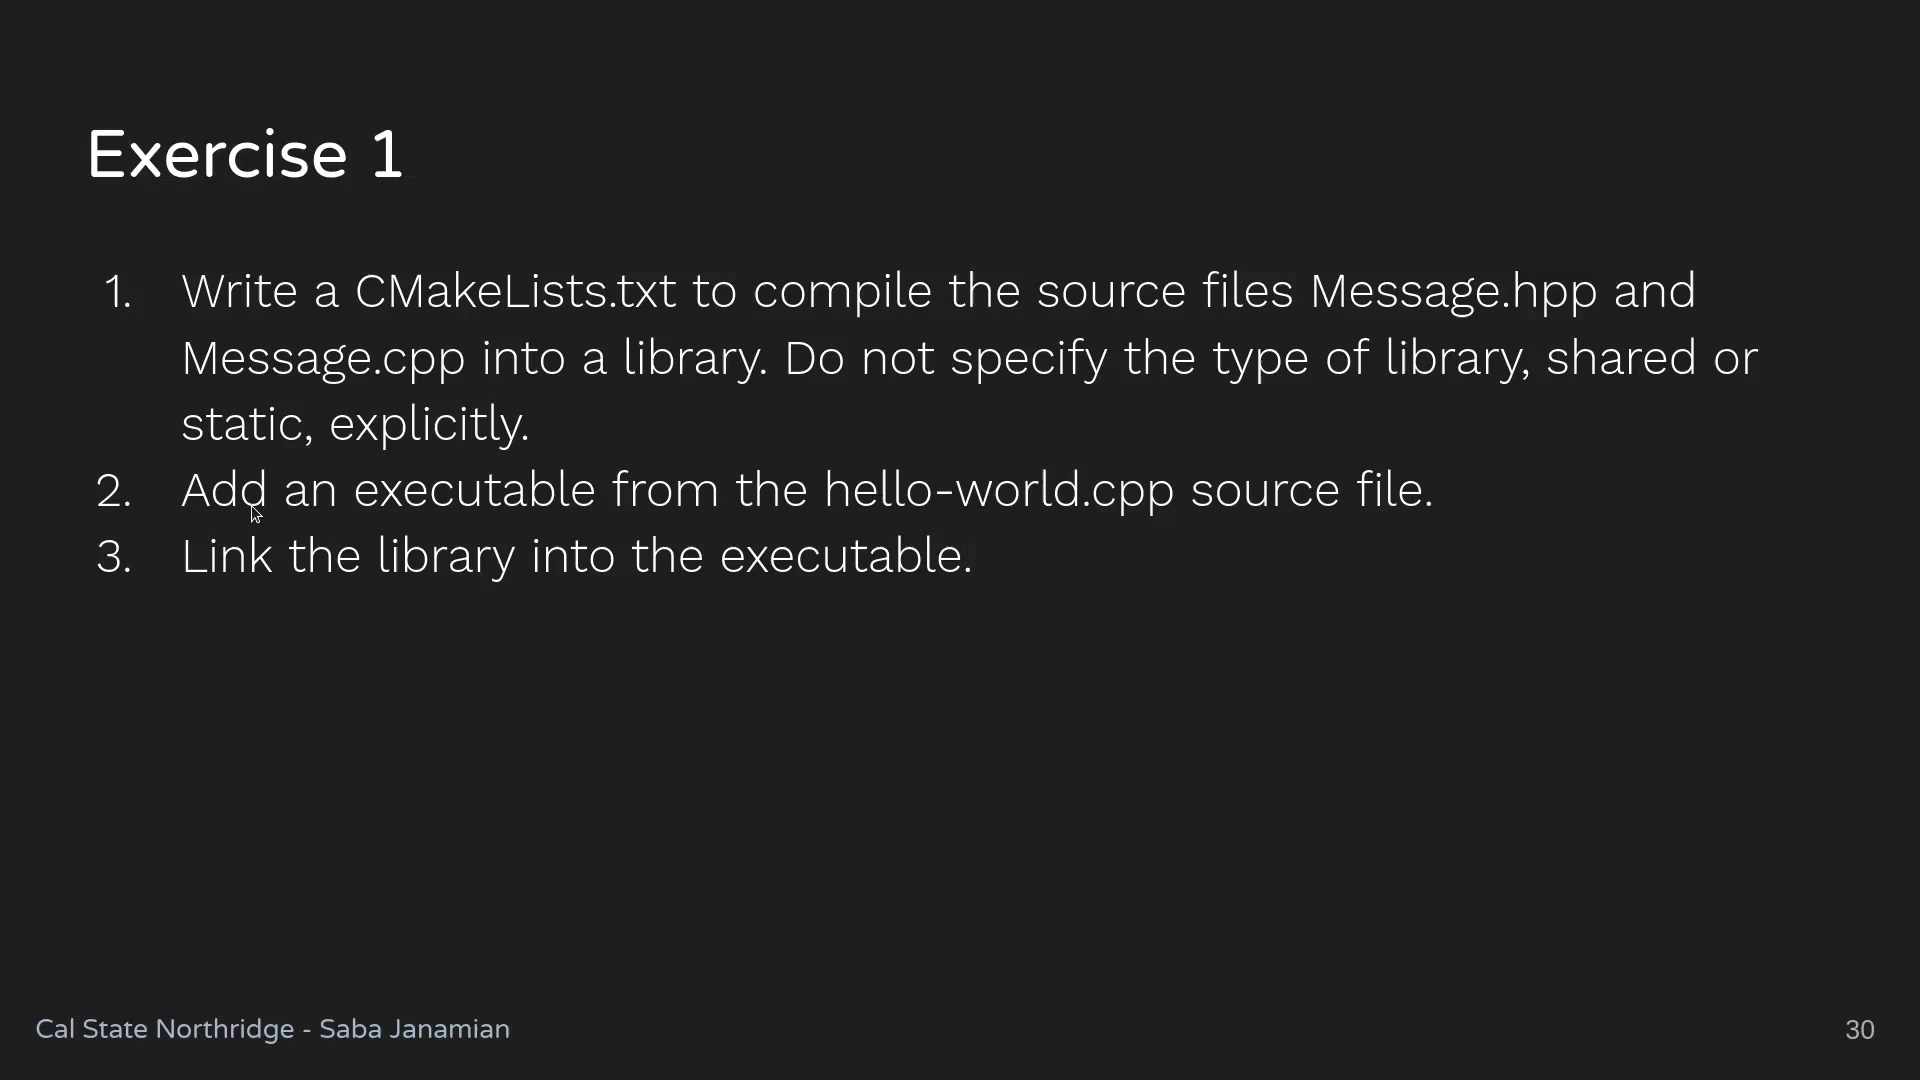 Exercise 1
1. Write a CMakeLists.txt to compile the source files Message.hpp and
Message.cpp into a library. Do not specify the type of library, shared or
static, explicitly.
2. Add an executable from the hello-world.cpp source file.
3. Link the library into the executable.
Cal State Northridge - Saba Janamian
30